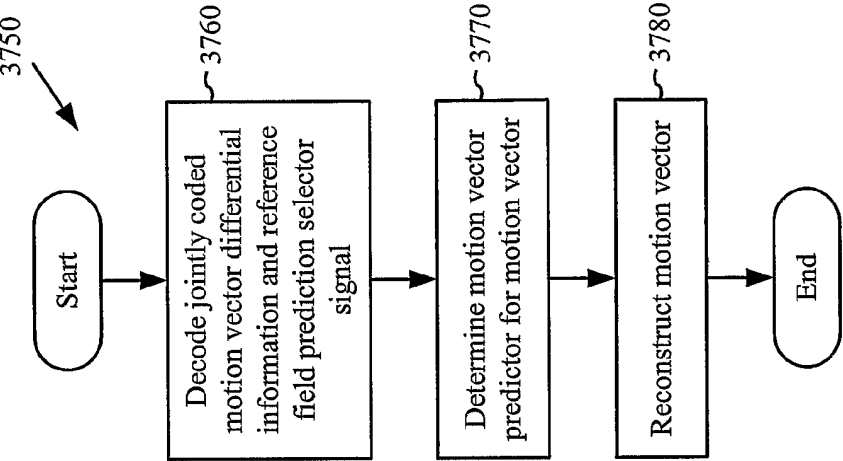 3750
Start
Decode jointly coded
motion vector differential
information and reference
field prediction selector
signal
3760
Determine motion vector
predictor for motion vector
3770
Reconstruct motion vector
3780
End